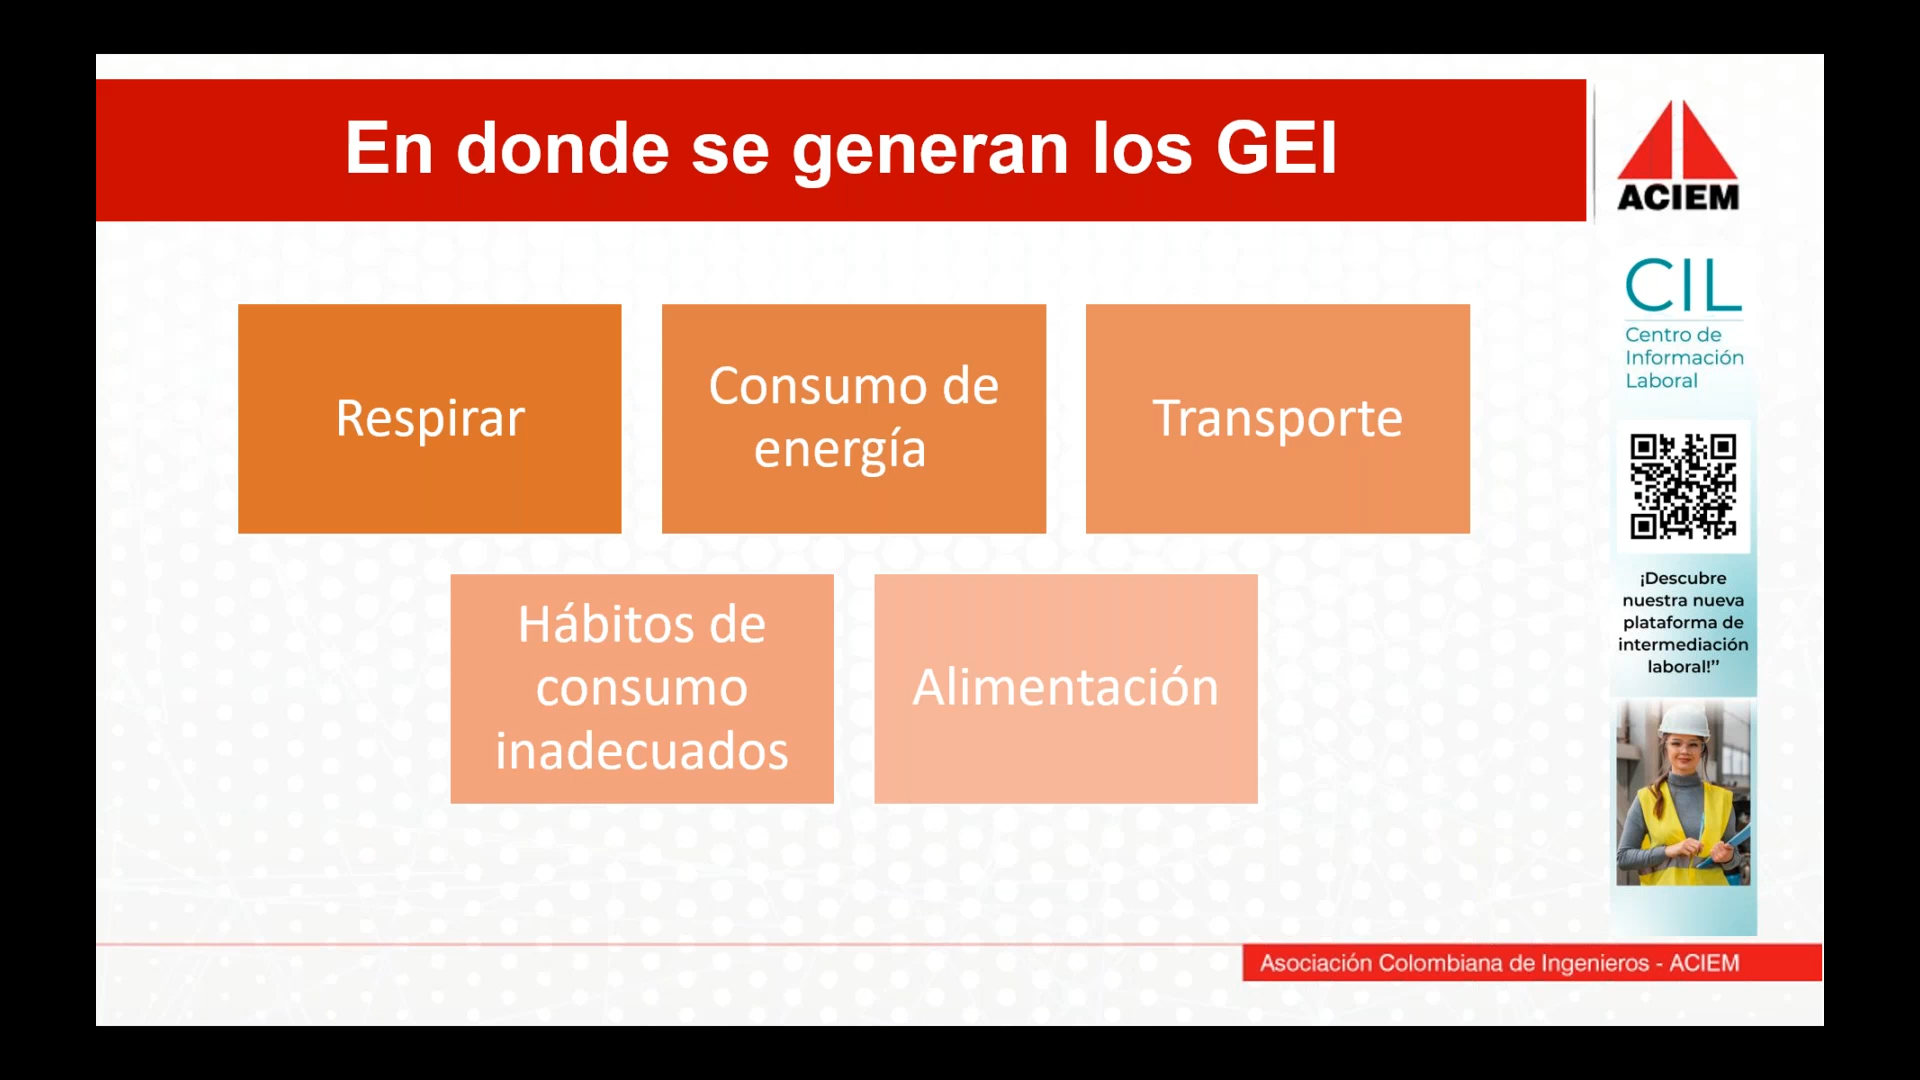 En donde se generan los GEI
ACIEM
CIL
Centro de
Información
Laboral
Respirar
Consumo de
energía
Transporte
Hábitos de
consumo
inadecuados
Alimentación
¡Descubre
nuestra nueva
plataforma de
intermediación
laboral!”
Asociación Colombiana de Ingenieros - ACIEM